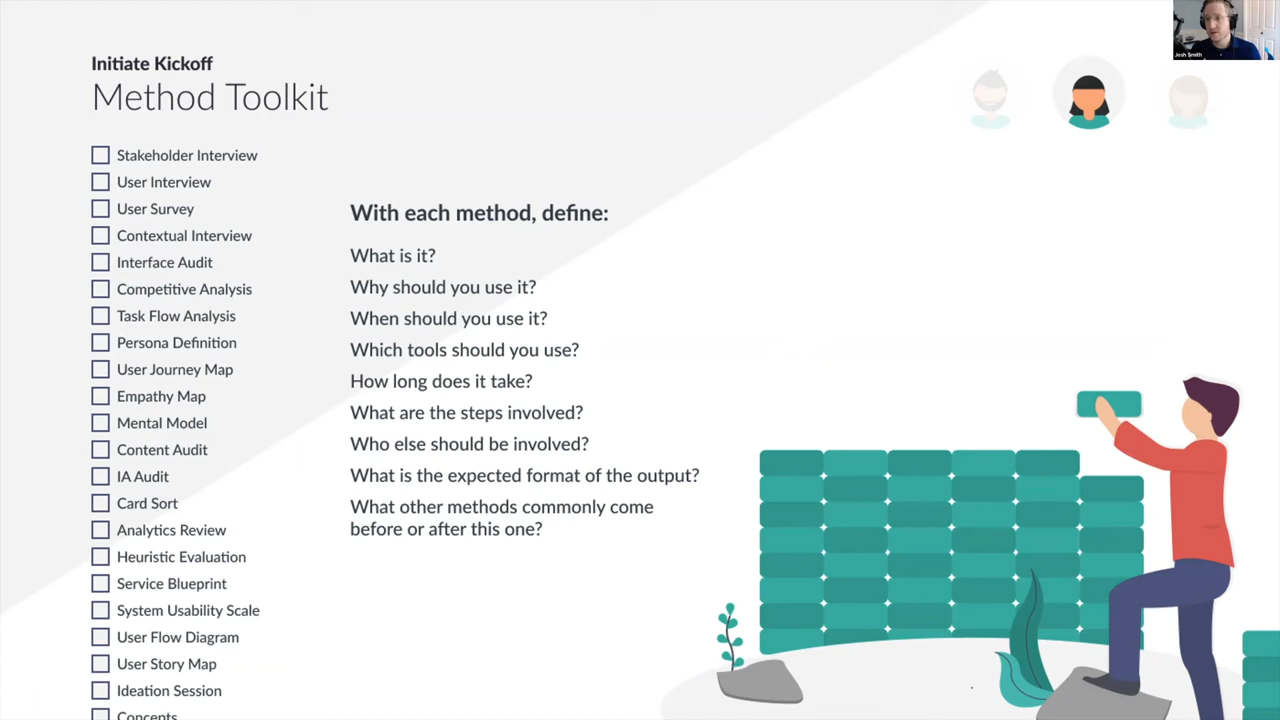 Initiate Kickoff
Method Toolkit
Stakeholder Interview
User Interview
User Survey
Contextual Interview
Interface Audit
Competitive Analysis
Task Flow Analysis
Persona Definition
User Journey Map
Empathy Map
Mental Model
Content Audit
IA Audit
Card Sort
Analytics Review
Heuristic Evaluation
Service Blueprint
System Usability Scale
User Flow Diagram
User Story Map
Ideation Session
Concepts
With each method, define:
What is it?
Why should you use it?
When should you use it?
Which tools should you use?
How long does it take?
What are the steps involved?
Who else should be involved?
What is the expected format of the output?
What other methods commonly come
before or after this one?
Josh Smith